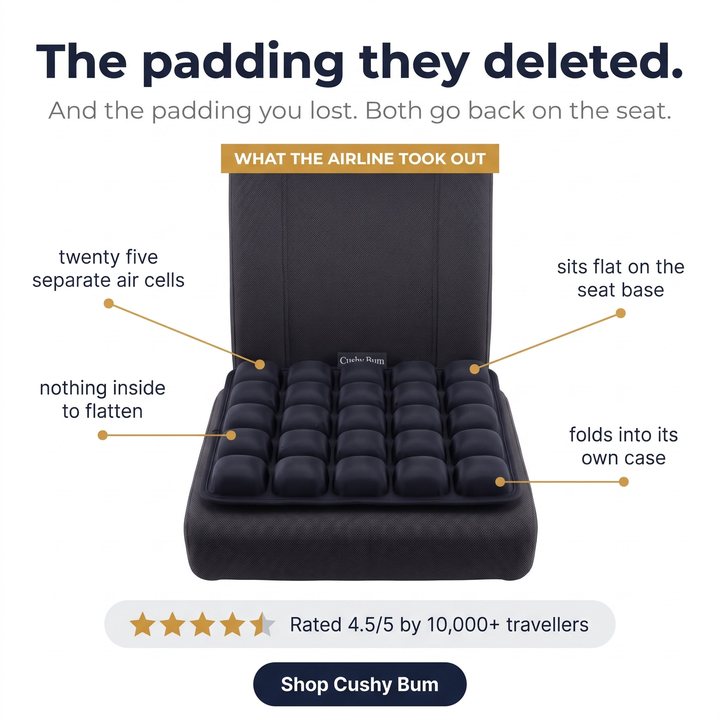 The padding they deleted.
And the padding you lost. Both go back on the seat.
WHAT THE AIRLINE TOOK OUT
twenty five
separate air cells
sits flat on the
seat base
Cushy Bum
nothing inside
to flatten
folds into its
own case
Rated 4.5/5 by 10,000+ travellers
Shop Cushy Bum